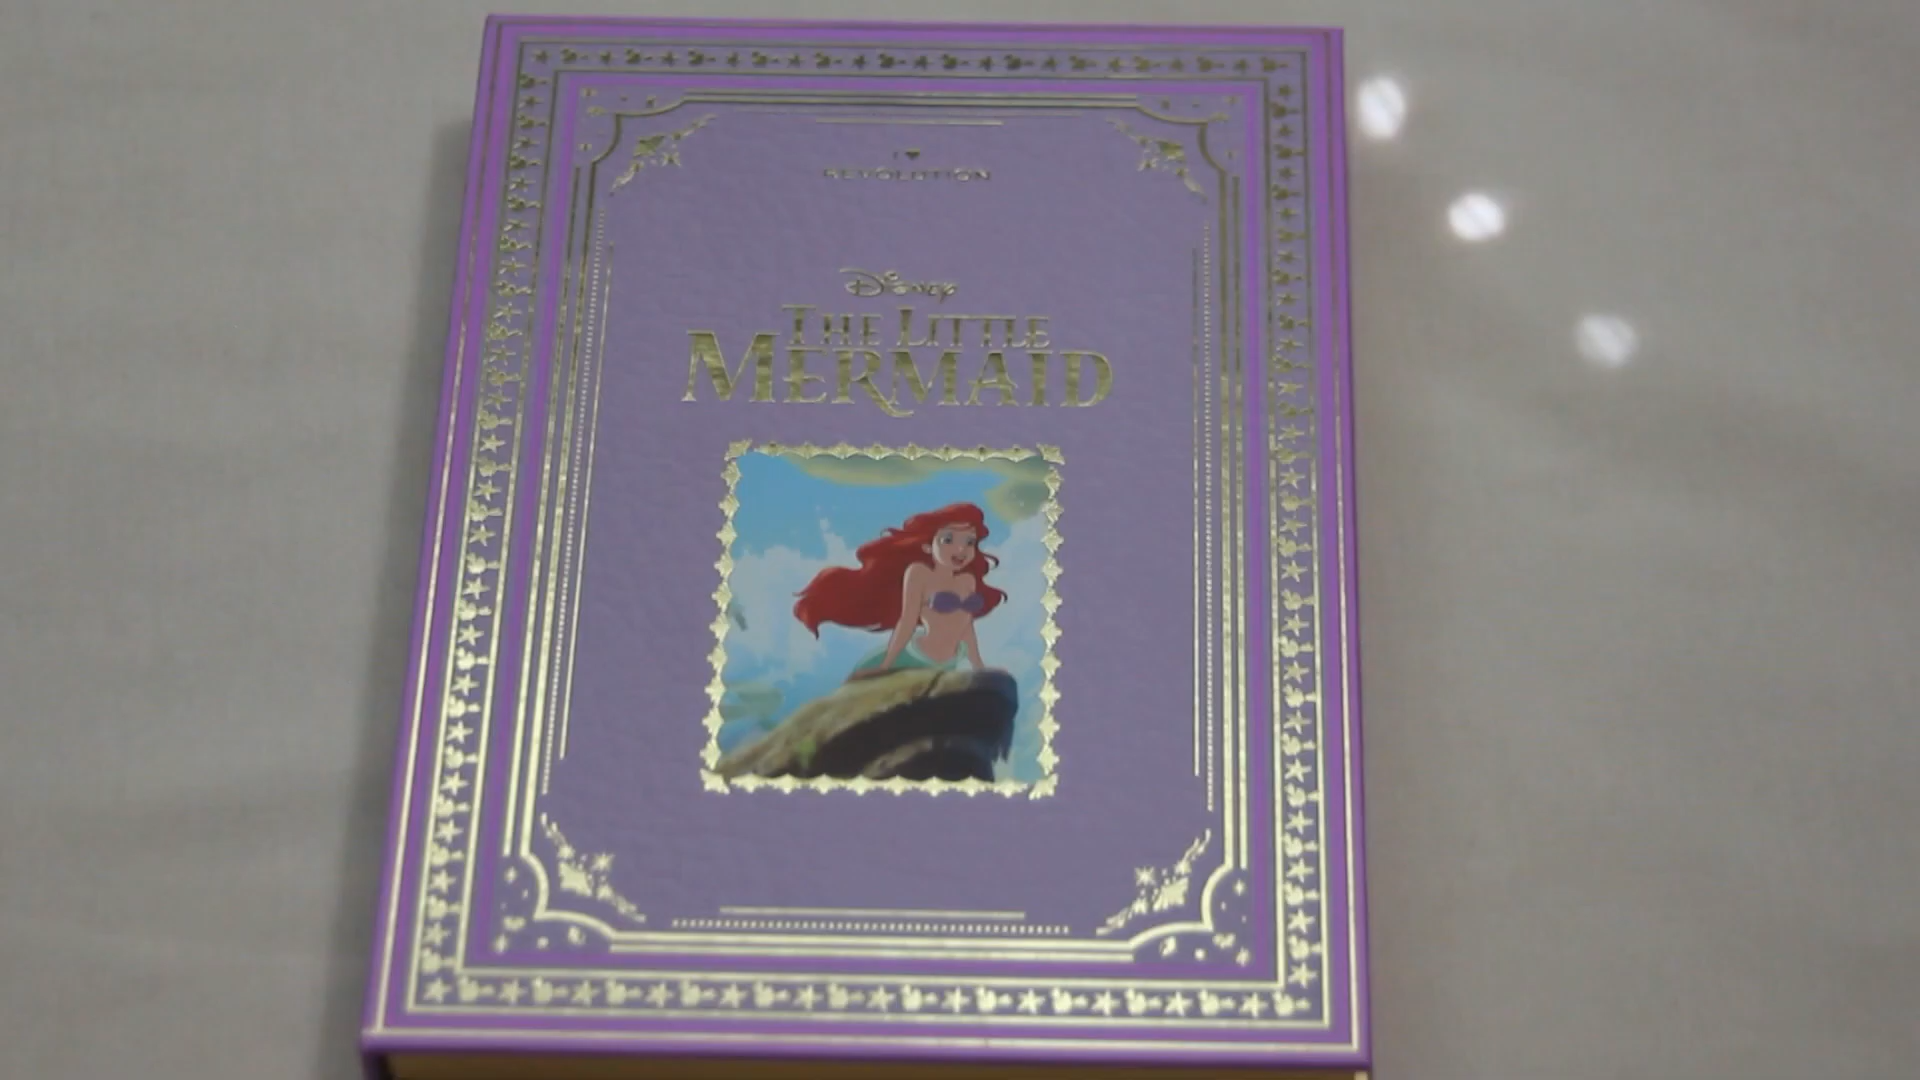 I ♥
REVOLUTION
Disney
THE LITTLE
MERMAID